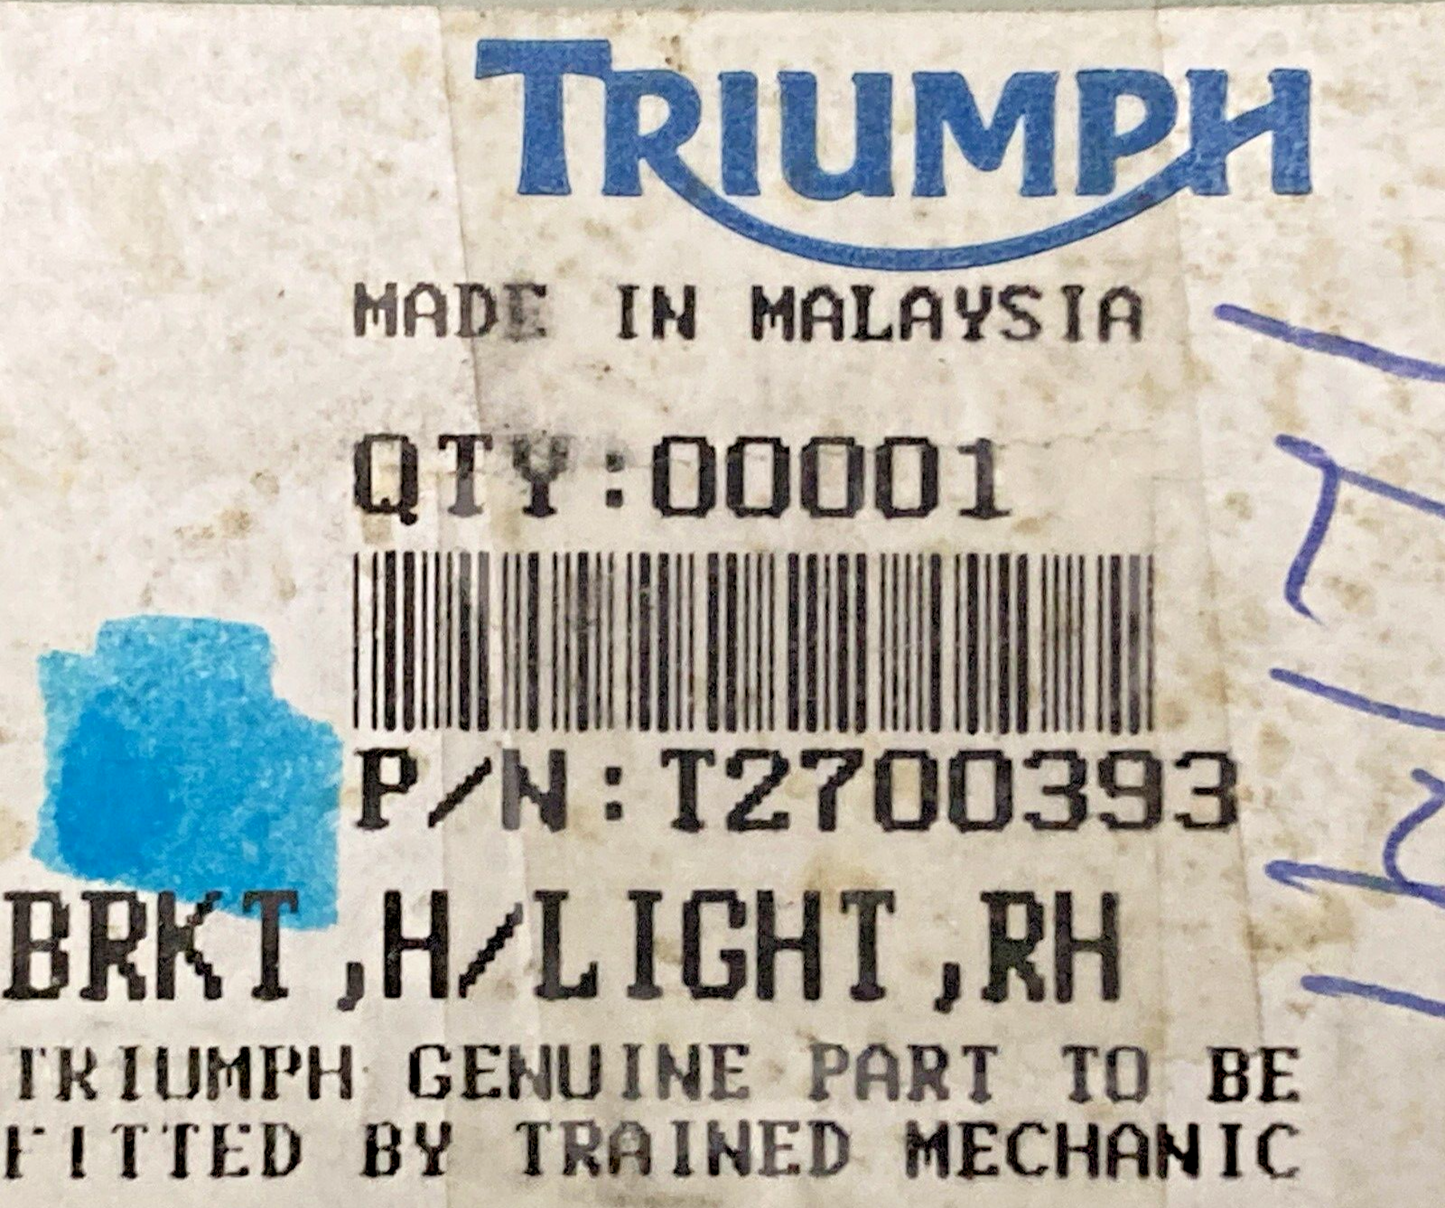 TRIUMPH
MADE IN MALAYSIA
QTY:00001
P/N:T2700393
BRKT,H/LIGHT,RH
TRIUMPH GENUINE PART TO BE
FITTED BY TRAINED MECHANIC